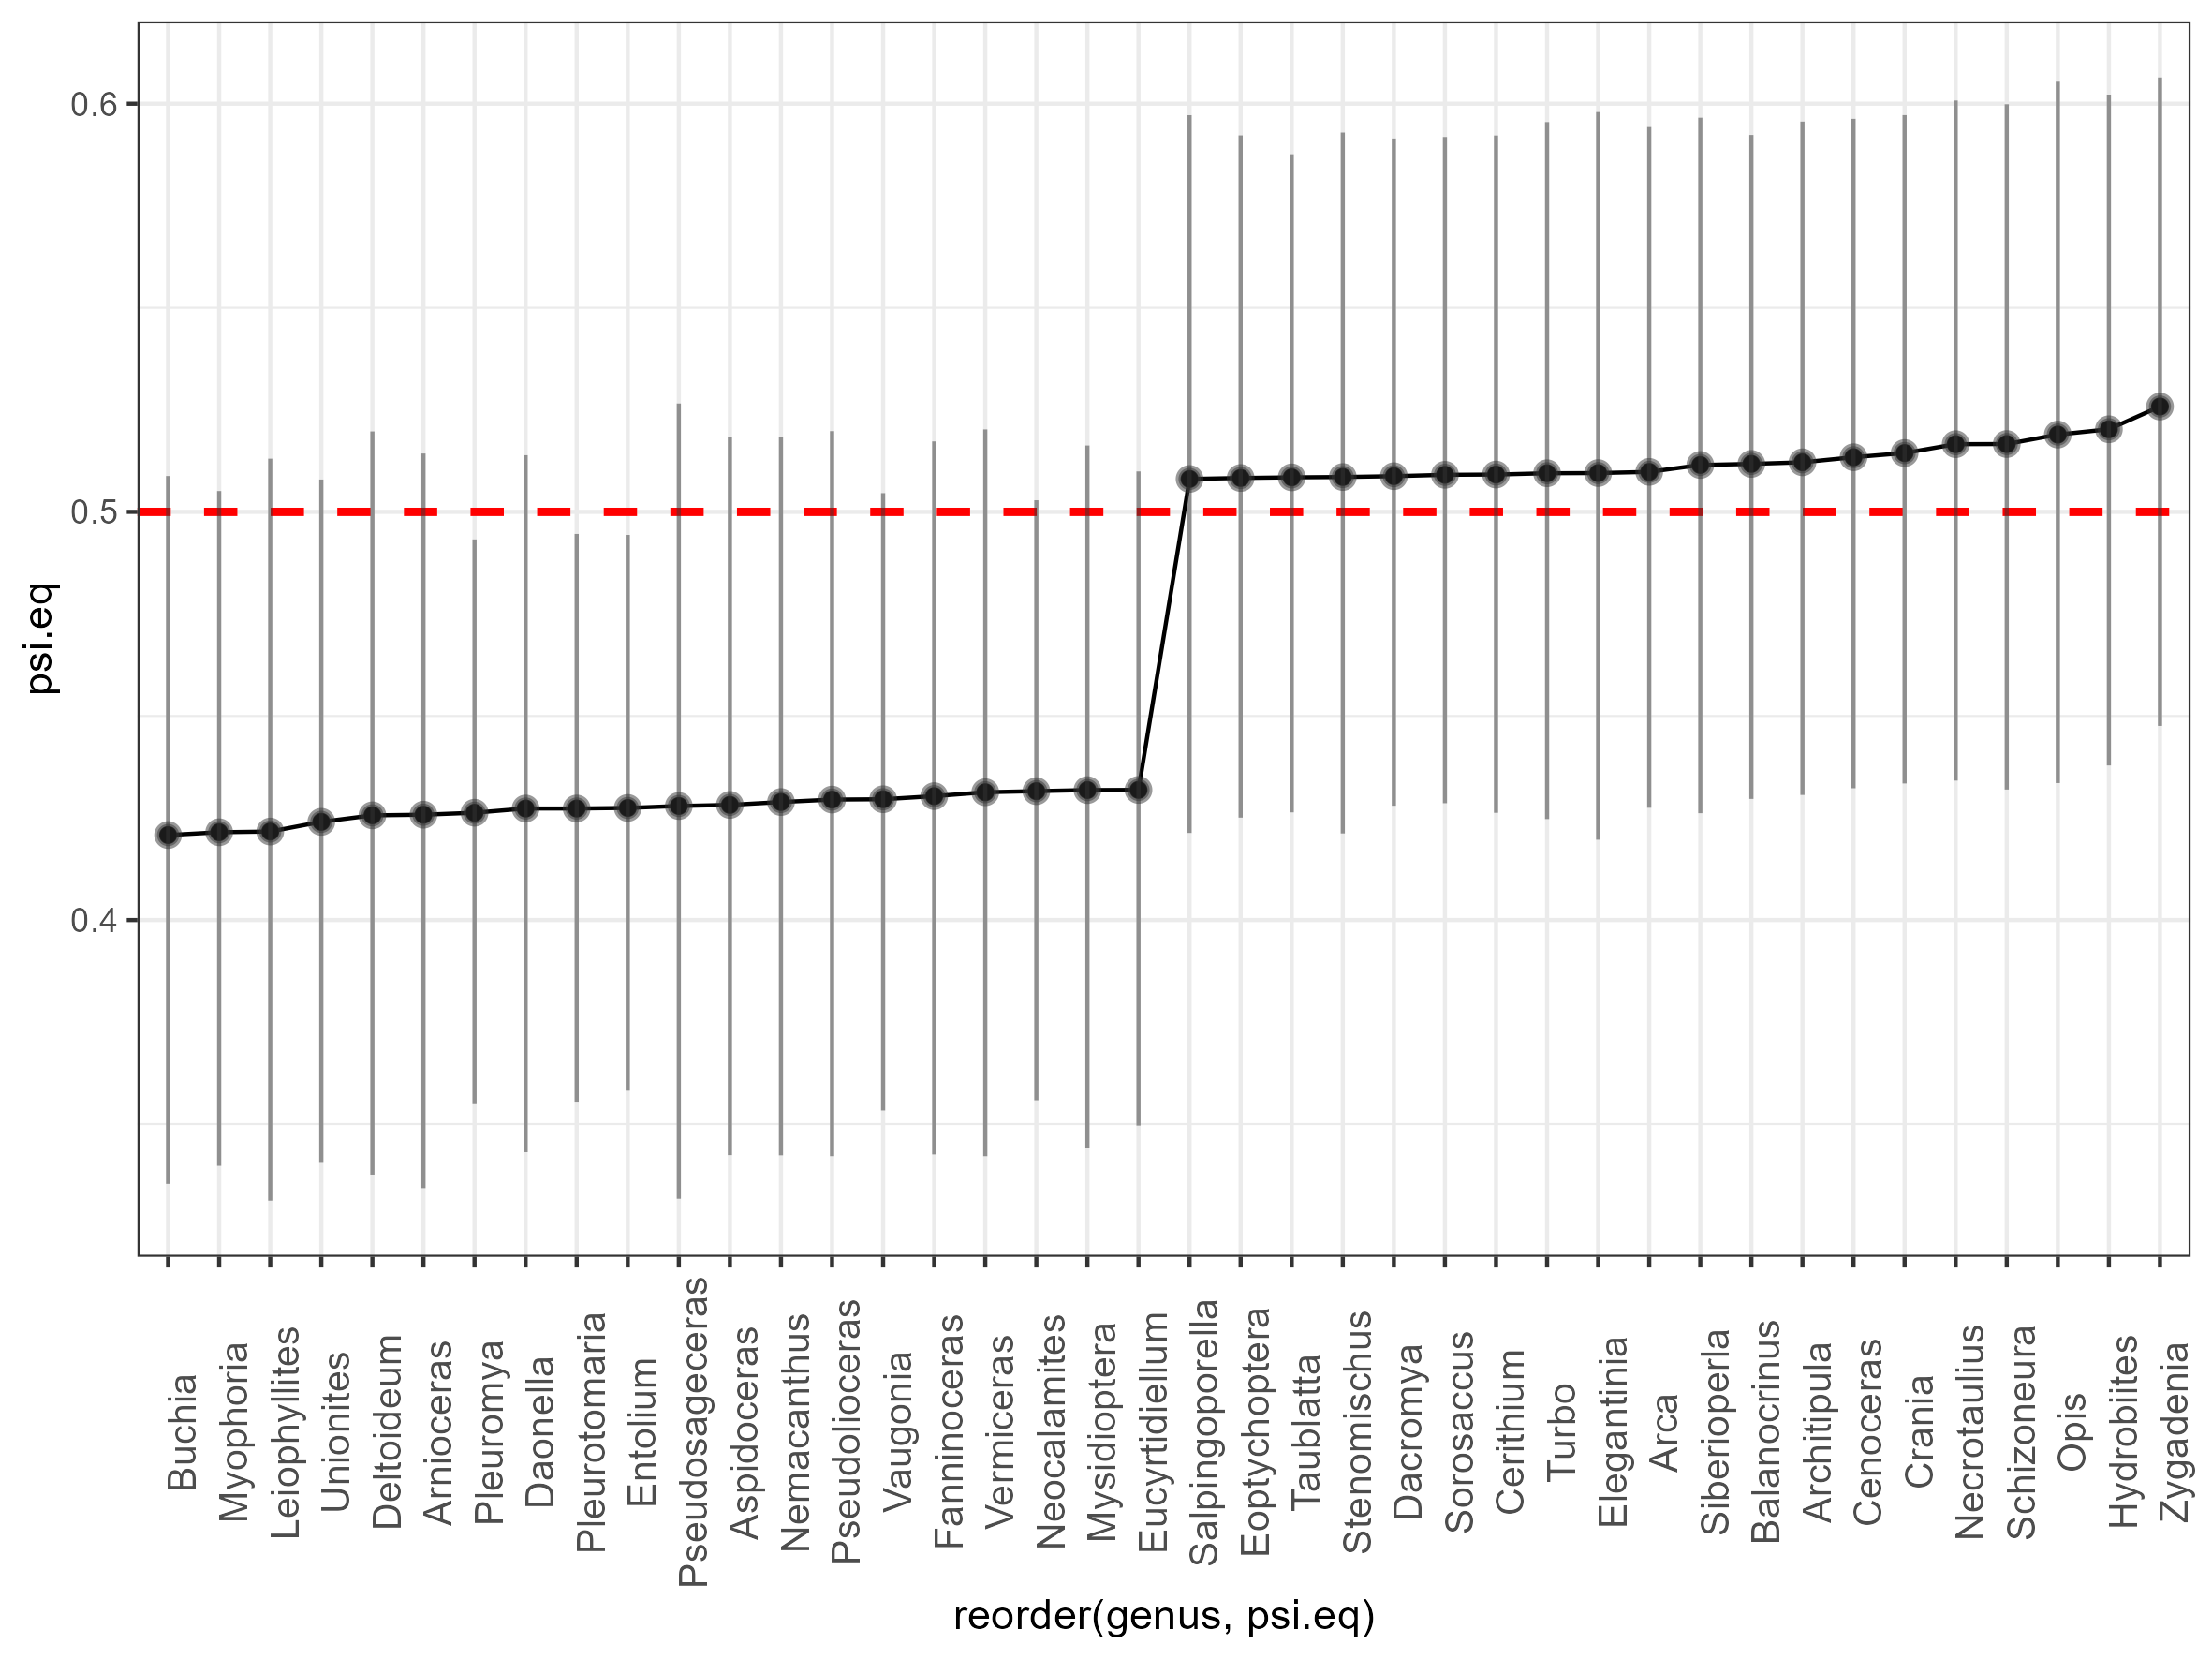 0.6
0.5
0.4
psi.eq
Buchia
Myophoria
Leiophyllites
Unionites
Deltoideum
Arnioceras
Pleuromya
Daonella
Pleurotomaria
Entolium
Pseudosageceras
Aspidoceras
Nemacanthus
Pseudolioceras
Vaugonia
Fanninoceras
Vermiceras
Neocalamites
Mysidioptera
Eucyrtidiellum
Salpingoporella
Eoptychoptera
Taublatta
Stenomischus
Dacromya
Sorosaccus
Cerithium
Turbo
Elegantinia
Arca
Siberioperla
Balanocrinus
Architipula
Cenoceras
Crania
Necrotaulius
Schizoneura
Opis
Hydrobiites
Zygadenia
reorder(genus, psi.eq)